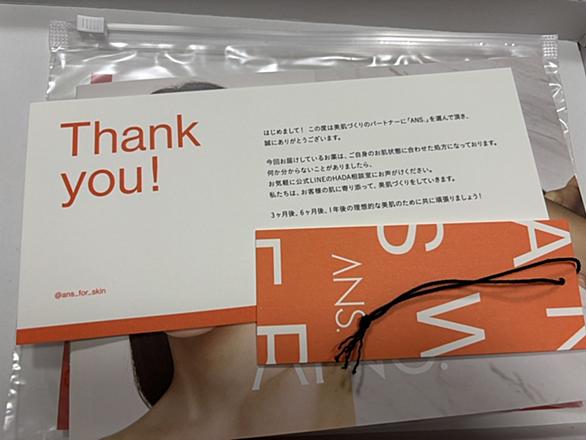 Thank
you!
はじめまして！ この度は美肌づくりのパートナーに「ANS.」を選んで頂き、
誠にありがとうございます。
今回お届けしているお薬は、ご自身のお肌状態に合わせた処方になっております。
何か分からないことがありましたら、
お気軽に公式LINEのHADA相談室にお声がけください。
私たちは、お客様の肌に寄り添って、美肌づくりをしていきます。
3ヶ月後、6ヶ月後、1年後の理想的な美肌のために共に頑張りましょう！
@ans_for_skin
ANS.